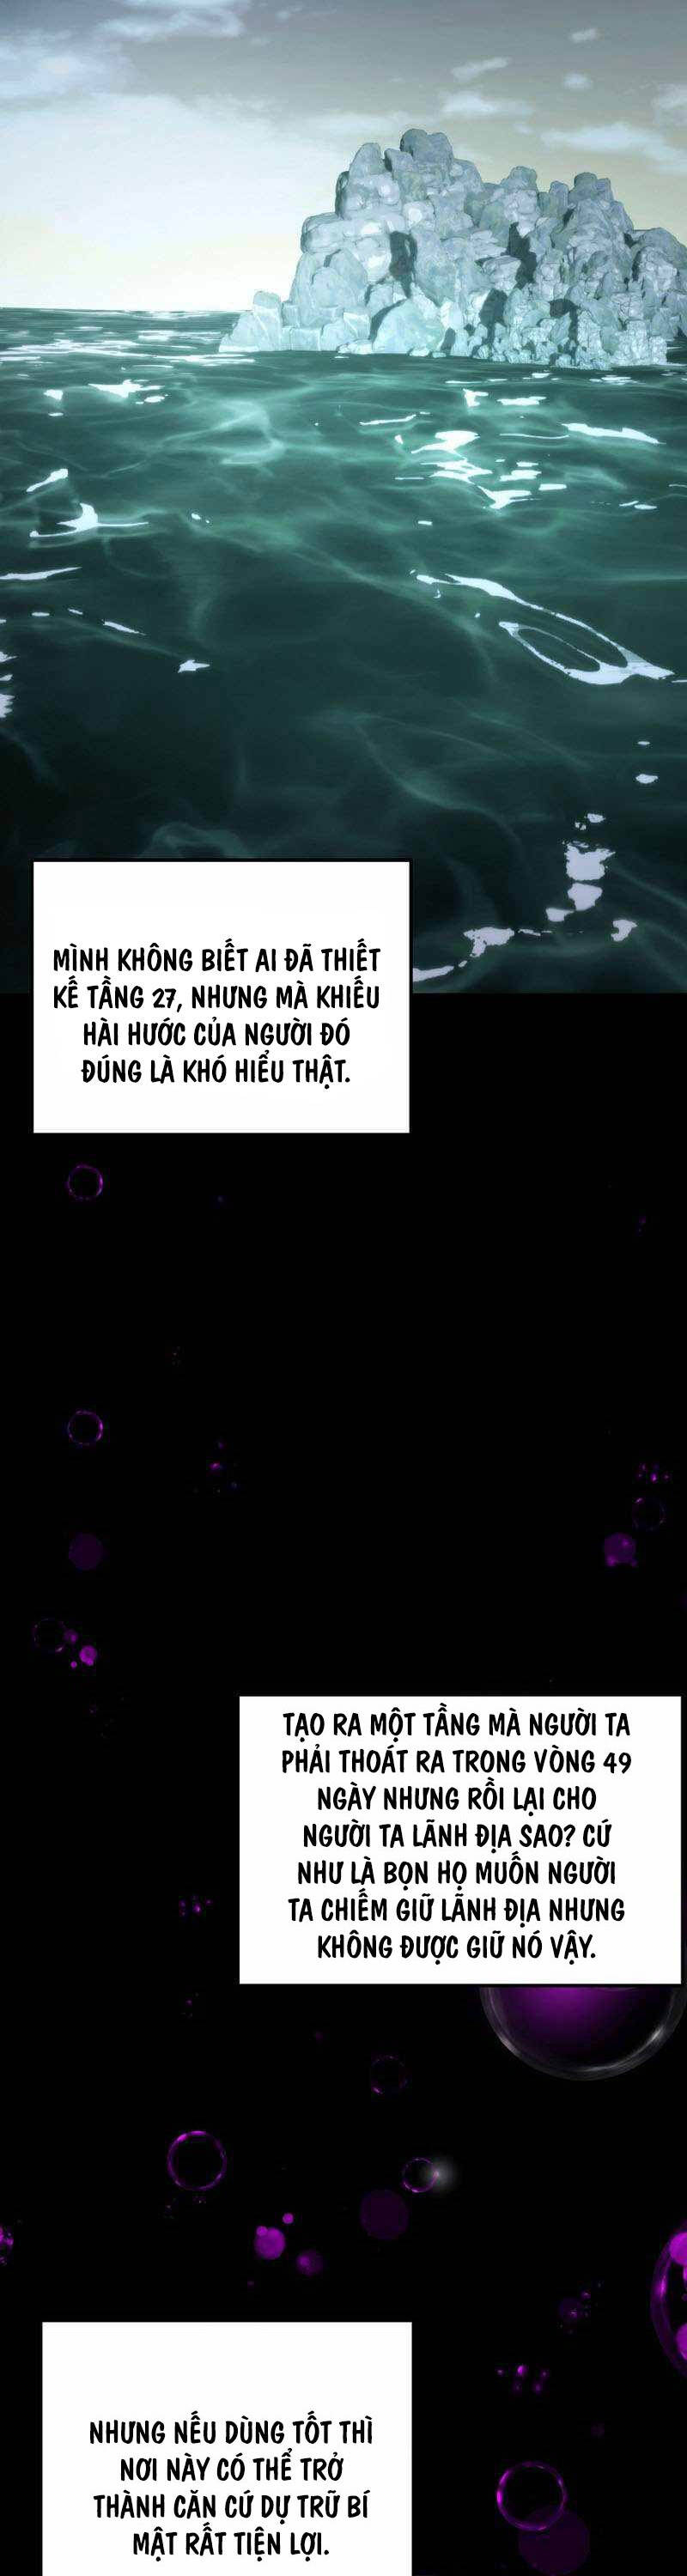 MÌNH KHÔNG BIẾT AI ĐÃ THIẾT
KẾ TẦNG 27, NHƯNG MÀ KHIẾU
HÀI HƯỚC CỦA NGƯỜI ĐÓ
ĐÚNG LÀ KHÓ HIỂU THẬT.
TẠO RA MỘT TẦNG MÀ NGƯỜI TA
PHẢI THOÁT RA TRONG VÒNG 49
NGÀY NHƯNG RỒI LẠI CHO
NGƯỜI TA LÃNH ĐỊA SAO? CỨ
NHƯ LÀ BỌN HỌ MUỐN NGƯỜI
TA CHIẾM GIỮ LÃNH ĐỊA NHƯNG
KHÔNG ĐƯỢC GIỮ NÓ VẬY.
NHƯNG NẾU DÙNG TỐT THÌ
NƠI NÀY CÓ THỂ TRỞ
THÀNH CĂN CỨ DỰ TRỮ BÍ
MẬT RẤT TIỆN LỢI.